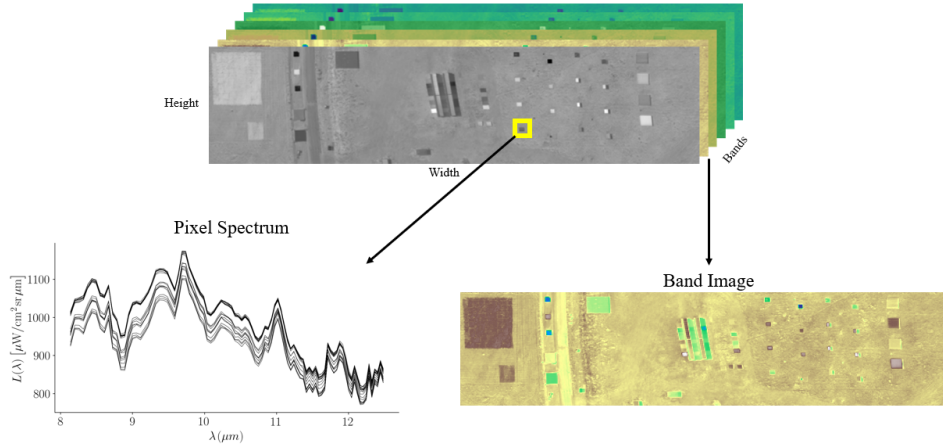 Height
Width
Bands
Pixel Spectrum
L(λ) [μW/cm²sr μm]
1100
1000
900
800
8
9
10
11
12
λ(μm)
Band Image